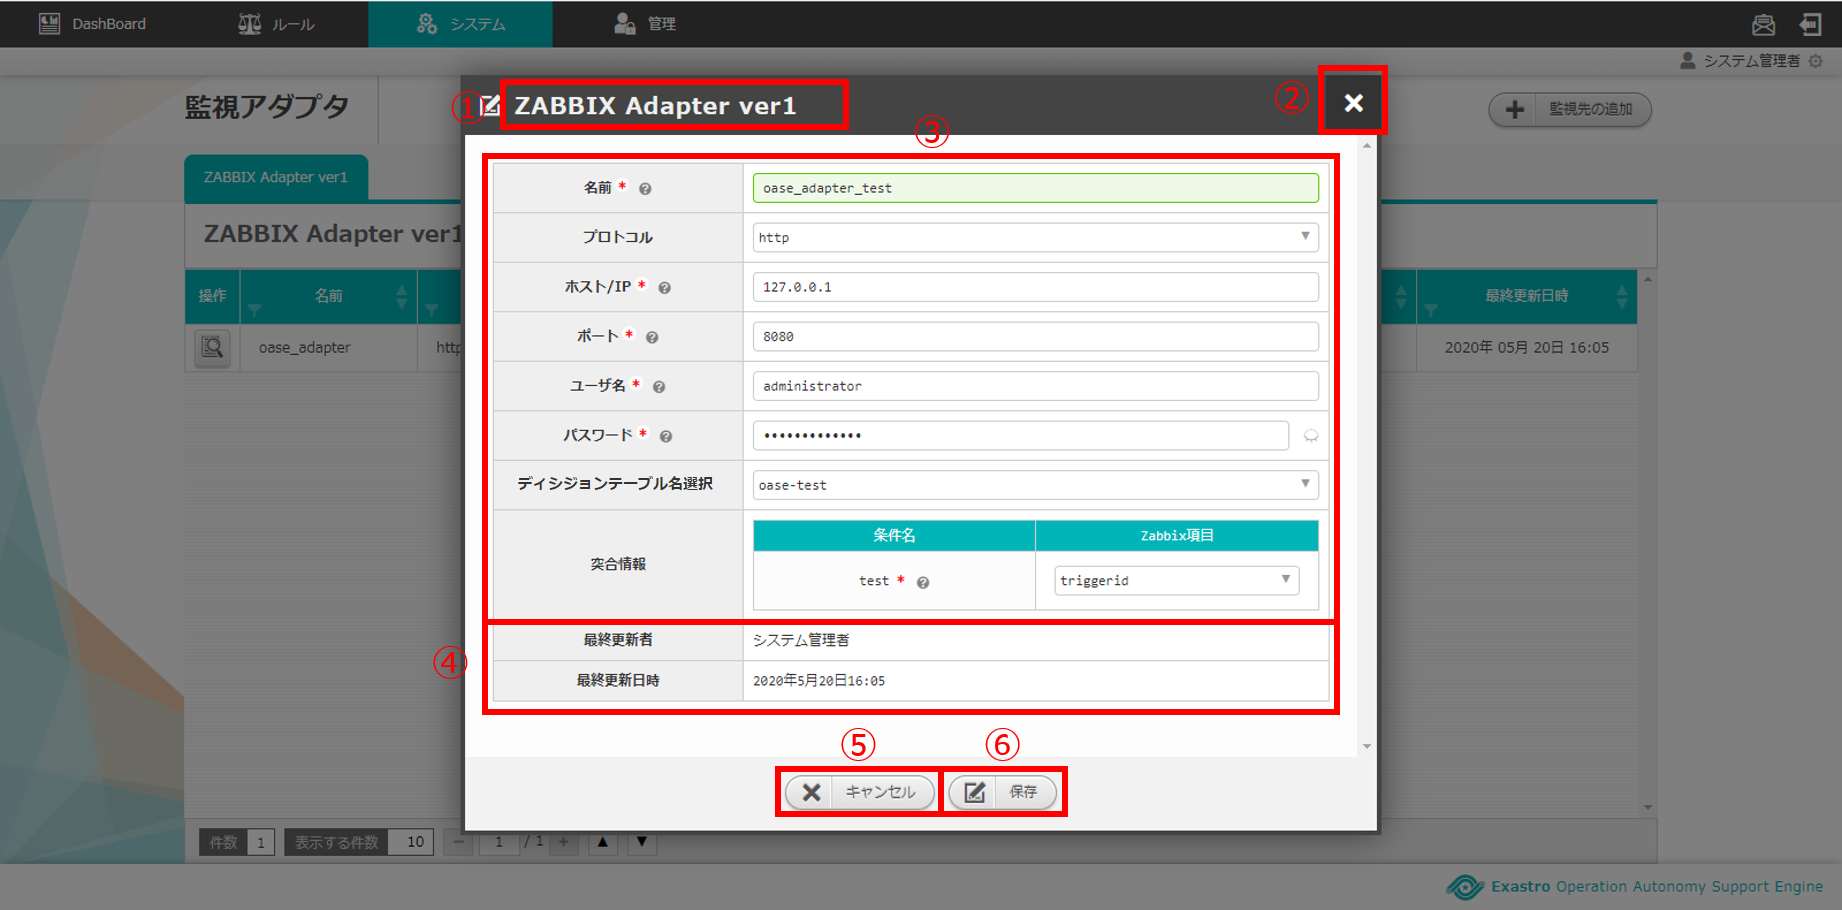 DashBoard
ルール
システム
管理
システム管理者
監視アダプタ
監視先の追加
① ZABBIX Adapter ver1
②
③
ZABBIX Adapter ver1
ZABBIX Adapter ver1
操作
名前
最終更新日時
oase_adapter
http
2020年 05月 20日 16:05
名前 * ?
oase_adapter_test
プロトコル
http
ホスト/IP * ?
127.0.0.1
ポート * ?
8080
ユーザ名 * ?
administrator
パスワード * ?
•••••••••••••
ディシジョンテーブル名選択
oase-test
突合情報
条件名
Zabbix項目
test * ?
triggerid
④
最終更新者
システム管理者
最終更新日時
2020年5月20日16:05
⑤
⑥
キャンセル
保存
件数 1
表示する件数 10
− 1 / 1 + ▲ ▼
Exastro Operation Autonomy Support Engine